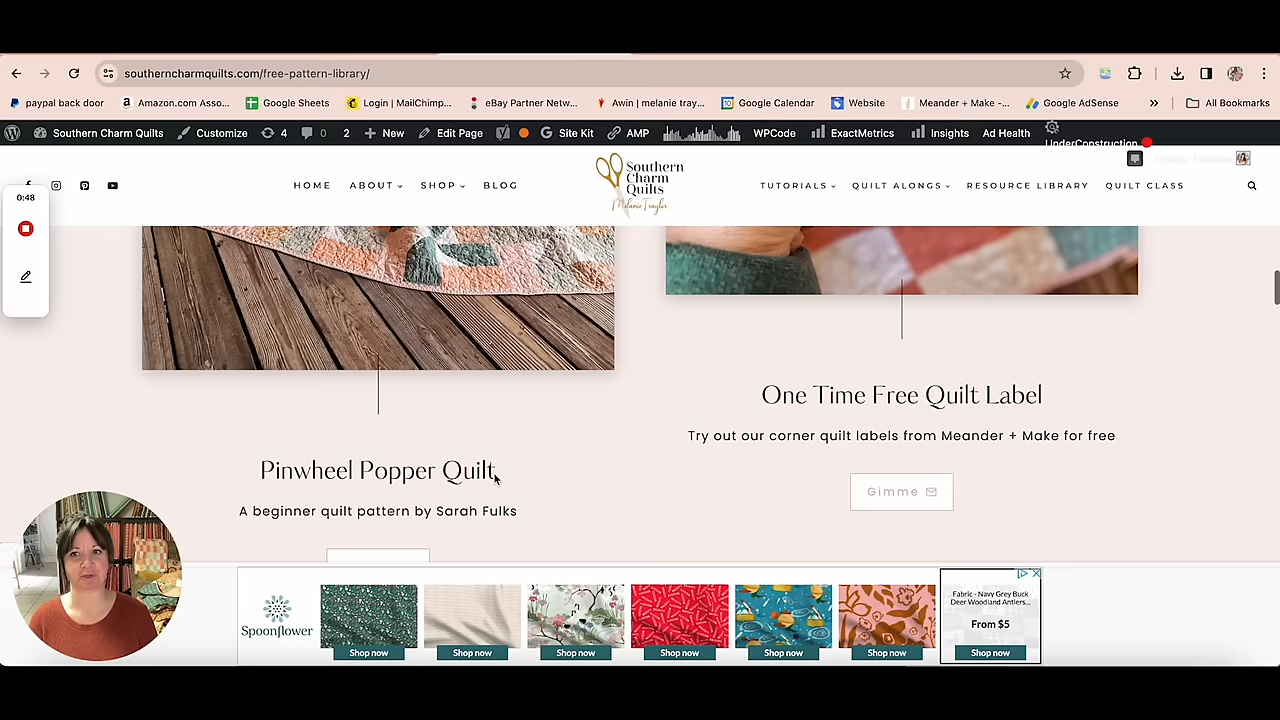 southerncharmquilts.com/free-pattern-library/
paypal back door
Amazon.com Asso...
Google Sheets
Login | MailChimp...
eBay Partner Netw...
Awin | melanie tray...
Google Calendar
Website
Meander + Make -...
Google AdSense
All Bookmarks
Southern Charm Quilts
Customize
4
0
2
New
Edit Page
Site Kit
AMP
WPCode
ExactMetrics
Insights
Ad Health
UnderConstruction
HOME
ABOUT
SHOP
BLOG
Southern
Charm
Quilts
Melanie Traylor
TUTORIALS
QUILT ALONGS
RESOURCE LIBRARY
QUILT CLASS
0:48
One Time Free Quilt Label
Try out our corner quilt labels from Meander + Make for free
Gimme
Pinwheel Popper Quilt
A beginner quilt pattern by Sarah Fulks
Spoonflower
Shop now
Shop now
Shop now
Shop now
Shop now
Shop now
Fabric - Navy Grey Buck
Deer Woodland Antlers...
From $5
Shop now